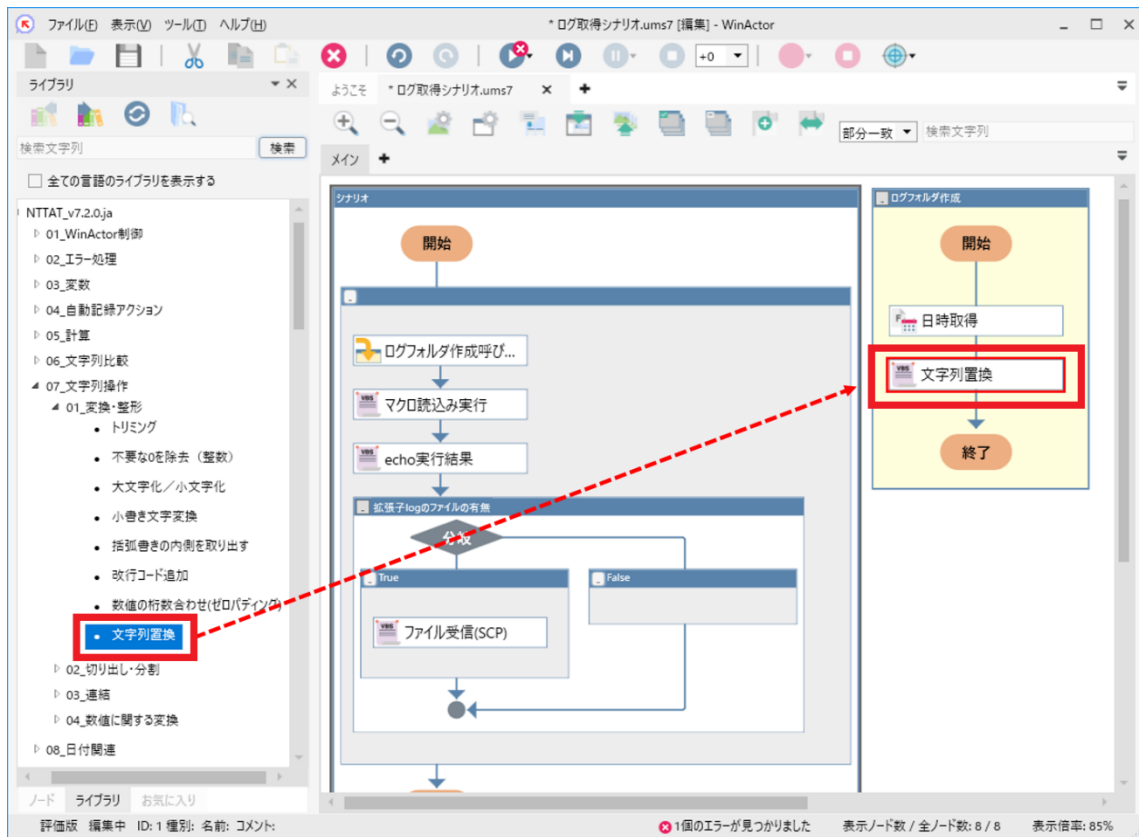 ファイル(F) 表示(V) ツール(T) ヘルプ(H)
* ログ取得シナリオ.ums7 [編集] - WinActor
+0
ライブラリ
ようこそ
* ログ取得シナリオ.ums7
検索文字列
検索
部分一致
検索文字列
全ての言語のライブラリを表示する
メイン
NTTAT_v7.2.0.ja
01_WinActor制御
02_エラー処理
03_変数
04_自動記録アクション
05_計算
06_文字列比較
07_文字列操作
01_変換・整形
トリミング
不要な0を除去（整数）
大文字化／小文字化
小書き文字変換
括弧書きの内側を取り出す
改行コード追加
数値の桁数合わせ(ゼロパディング)
文字列置換
02_切り出し・分割
03_連結
04_数値に関する変換
08_日付関連
ノード ライブラリ お気に入り
シナリオ
開始
ログフォルダ作成呼び...
マクロ読込み実行
echo実行結果
拡張子logのファイルの有無
分岐
True
False
ファイル受信(SCP)
ログフォルダ作成
開始
日時取得
文字列置換
終了
評価版 編集中 ID: 1 種別: 名前: コメント:
1個のエラーが見つかりました
表示ノード数 / 全ノード数: 8 / 8
表示倍率: 85%